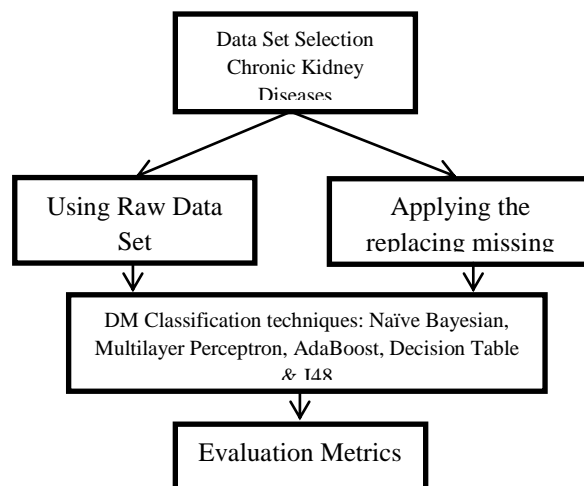 Data Set Selection
Chronic Kidney
Diseases
Using Raw Data
Set
Applying the
replacing missing
DM Classification techniques: Naïve Bayesian,
Multilayer Perceptron, AdaBoost, Decision Table
& J48
Evaluation Metrics